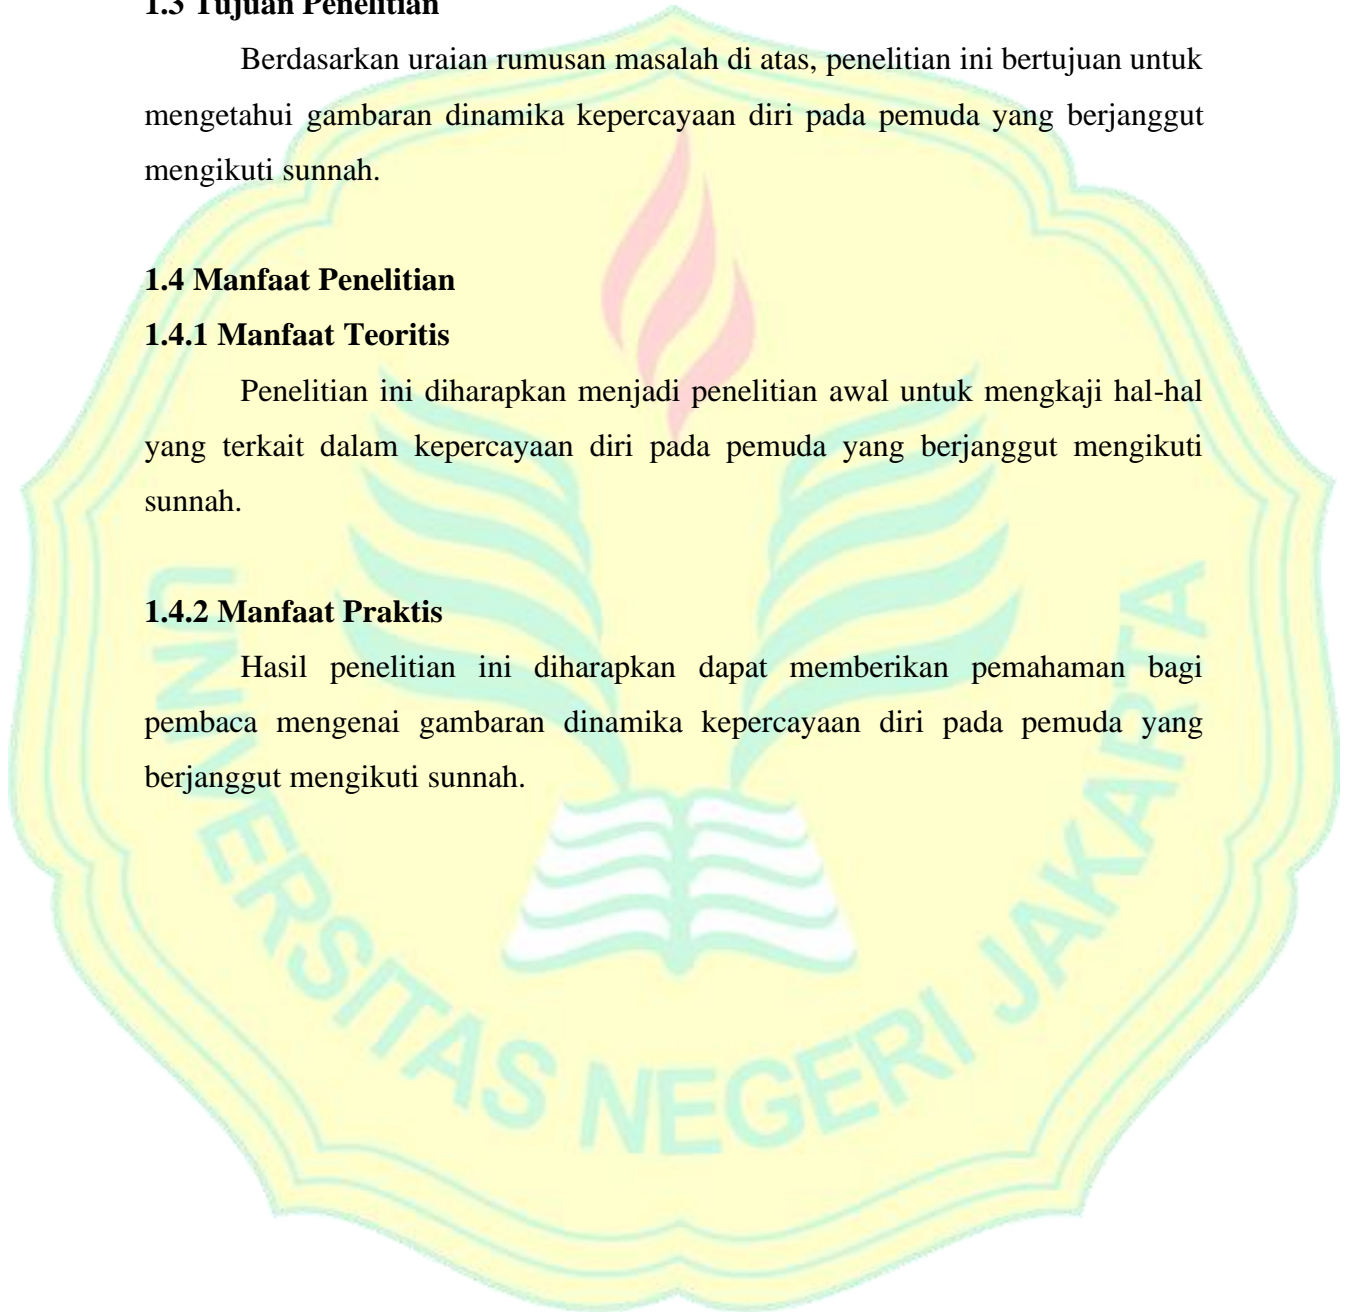 1.3 Tujuan Penelitian
Berdasarkan uraian rumusan masalah di atas, penelitian ini bertujuan untuk
mengetahui gambaran dinamika kepercayaan diri pada pemuda yang berjanggut
mengikuti sunnah.
1.4 Manfaat Penelitian
1.4.1 Manfaat Teoritis
Penelitian ini diharapkan menjadi penelitian awal untuk mengkaji hal-hal
yang terkait dalam kepercayaan diri pada pemuda yang berjanggut mengikuti
sunnah.
1.4.2 Manfaat Praktis
Hasil penelitian ini diharapkan dapat memberikan pemahaman bagi
pembaca mengenai gambaran dinamika kepercayaan diri pada pemuda yang
berjanggut mengikuti sunnah.
UNIVERSITAS NEGERI JAKARTA